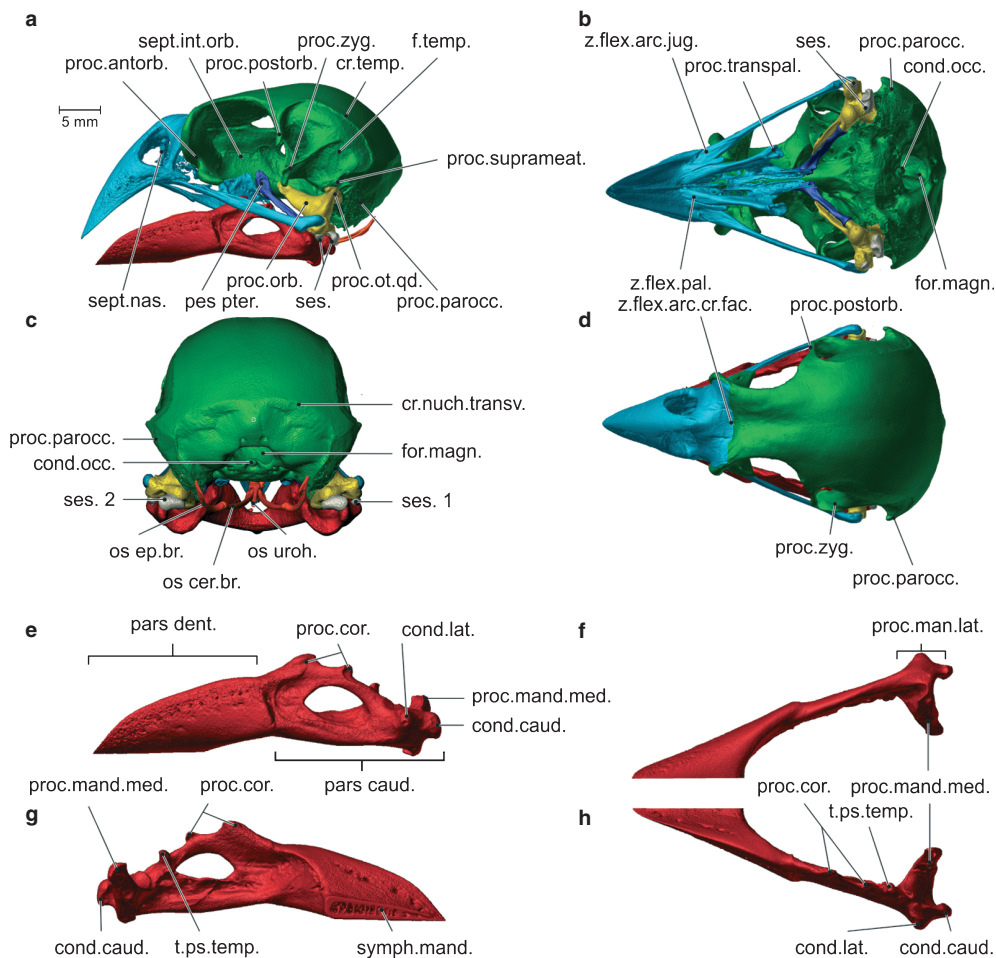 a
sept.int.orb.
proc.zyg.
f.temp.
proc.antorb.
proc.postorb.
cr.temp.
5 mm
proc.suprameat.
proc.orb.
proc.ot.qd.
sept.nas.
pes pter.
ses.
proc.parocc.
b
z.flex.arc.jug.
ses.
proc.parocc.
proc.transpal.
cond.occ.
z.flex.pal.
for.magn.
c
cr.nuch.transv.
proc.parocc.
for.magn.
cond.occ.
ses. 2
ses. 1
os ep.br.
os uroh.
os cer.br.
d
z.flex.arc.cr.fac.
proc.postorb.
proc.zyg.
proc.parocc.
e
pars dent.
proc.cor.
cond.lat.
proc.mand.med.
cond.caud.
pars caud.
f
proc.man.lat.
proc.mand.med.
g
proc.mand.med.
proc.cor.
cond.caud.
t.ps.temp.
symph.mand.
h
proc.cor.
t.ps.temp.
cond.lat.
cond.caud.